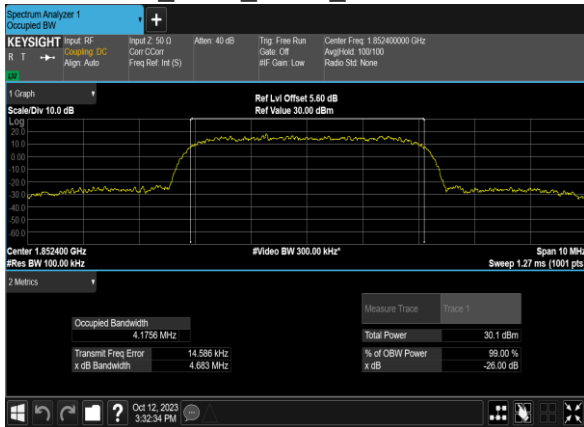 Spectrum Analyzer 1
Occupied BW
+
KEYSIGHT Input: RF Input Z: 50 Ω Atten: 40 dB Trig: Free Run Center Freq: 1.852400000 GHz
R T Coupling: DC Corr CCorr Gate: Off Avg|Hold: 100/100
Align: Auto Freq Ref: Int (S) #IF Gain: Low Radio Std: None
1 Graph
Ref Lvl Offset 5.60 dB
Scale/Div 10.0 dB Ref Value 30.00 dBm
Log
20.0
10.0
0.00
-10.0
-20.0
-30.0
-40.0
-50.0
-60.0
Center 1.852400 GHz #Video BW 300.00 kHz* Span 10 MHz
#Res BW 100.00 kHz Sweep 1.27 ms (1001 pts
2 Metrics
Measure Trace Trace 1
Occupied Bandwidth
4.1756 MHz Total Power 30.1 dBm
Transmit Freq Error 14.586 kHz % of OBW Power 99.00 %
x dB Bandwidth 4.683 MHz x dB -26.00 dB
? Oct 12, 2023
3:32:34 PM